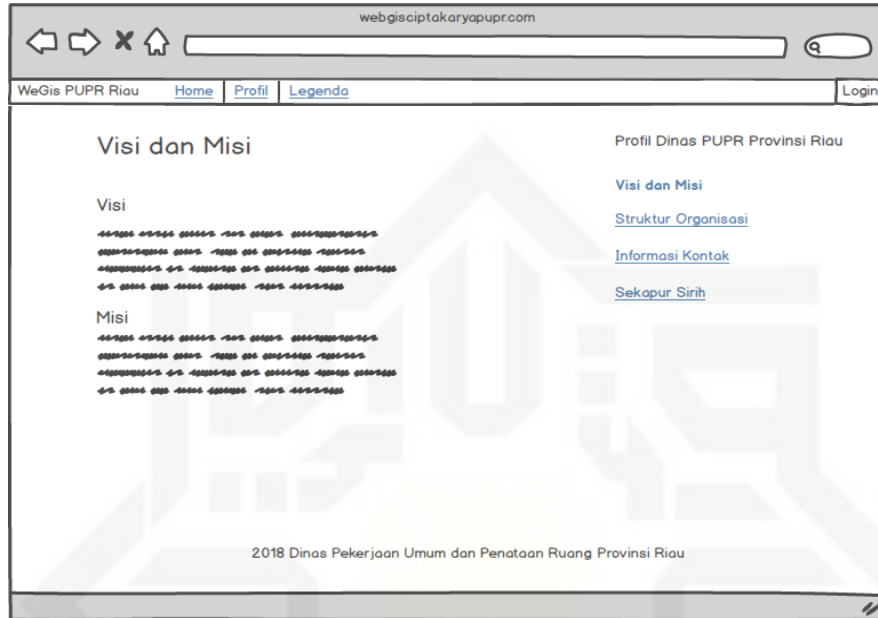 webgisciptakaryapupr.com
WeGis PUPR Riau Home Profil Legenda Login
Visi dan Misi
Visi
Misi
Profil Dinas PUPR Provinsi Riau
Visi dan Misi
Struktur Organisasi
Informasi Kontak
Sekapur Sirih
2018 Dinas Pekerjaan Umum dan Penataan Ruang Provinsi Riau